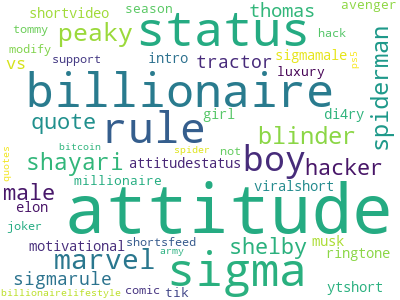 shortvideo season avenger
tommy peaky status thomas hack
modify support intro tractor sigmamale ps5
vs billionaire luxury spiderman
quote rule girl di4ry
bitcoin spider not blinder
quotes shayari attitudestatus boy hacker
male millionaire viralshort
elon attitude
joker army shelby musk
motivational shortsfeed ringtone
marvel sigma
sigmarule comic tik ytshort
billionairelifestyle